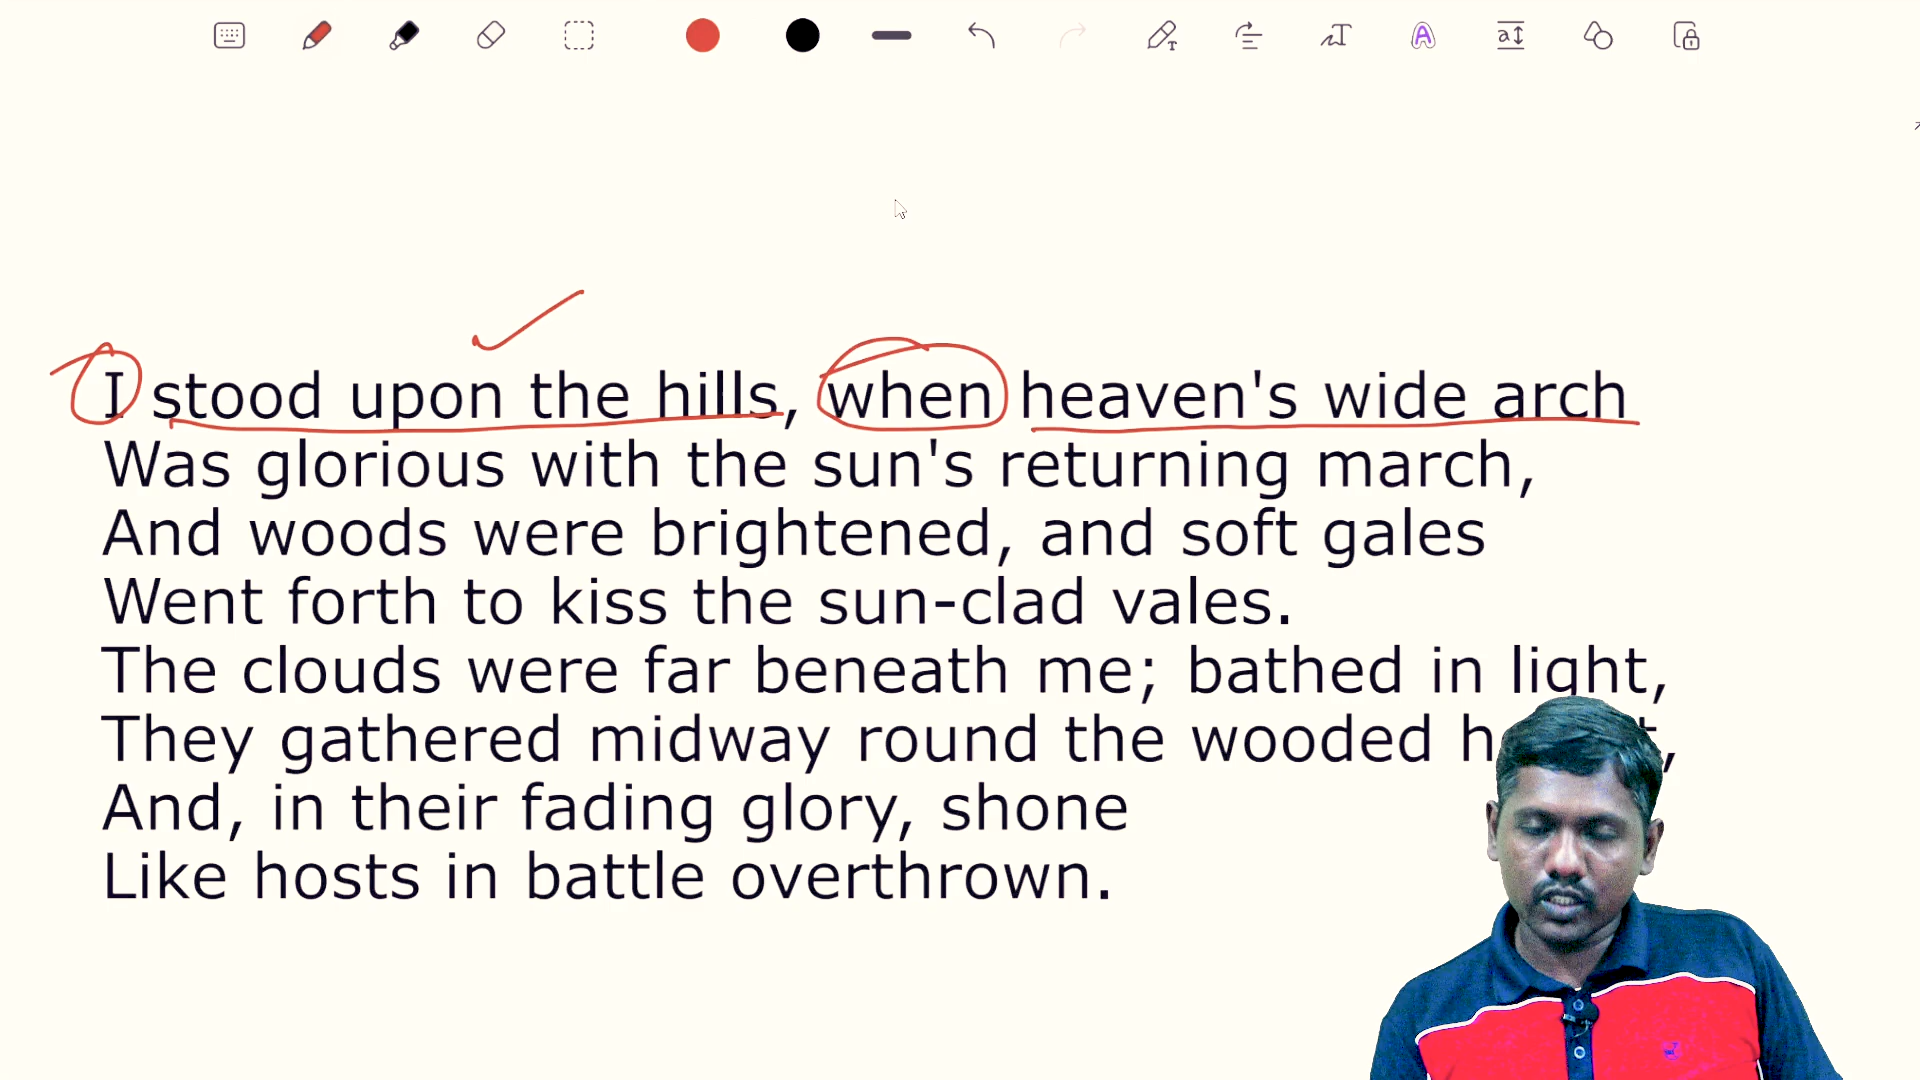 I stood upon the hills, when heaven's wide arch
Was glorious with the sun's returning march,
And woods were brightened, and soft gales
Went forth to kiss the sun-clad vales.
The clouds were far beneath me; bathed in light,
They gathered midway round the wooded
And, in their fading glory, shone
Like hosts in battle overthrown.